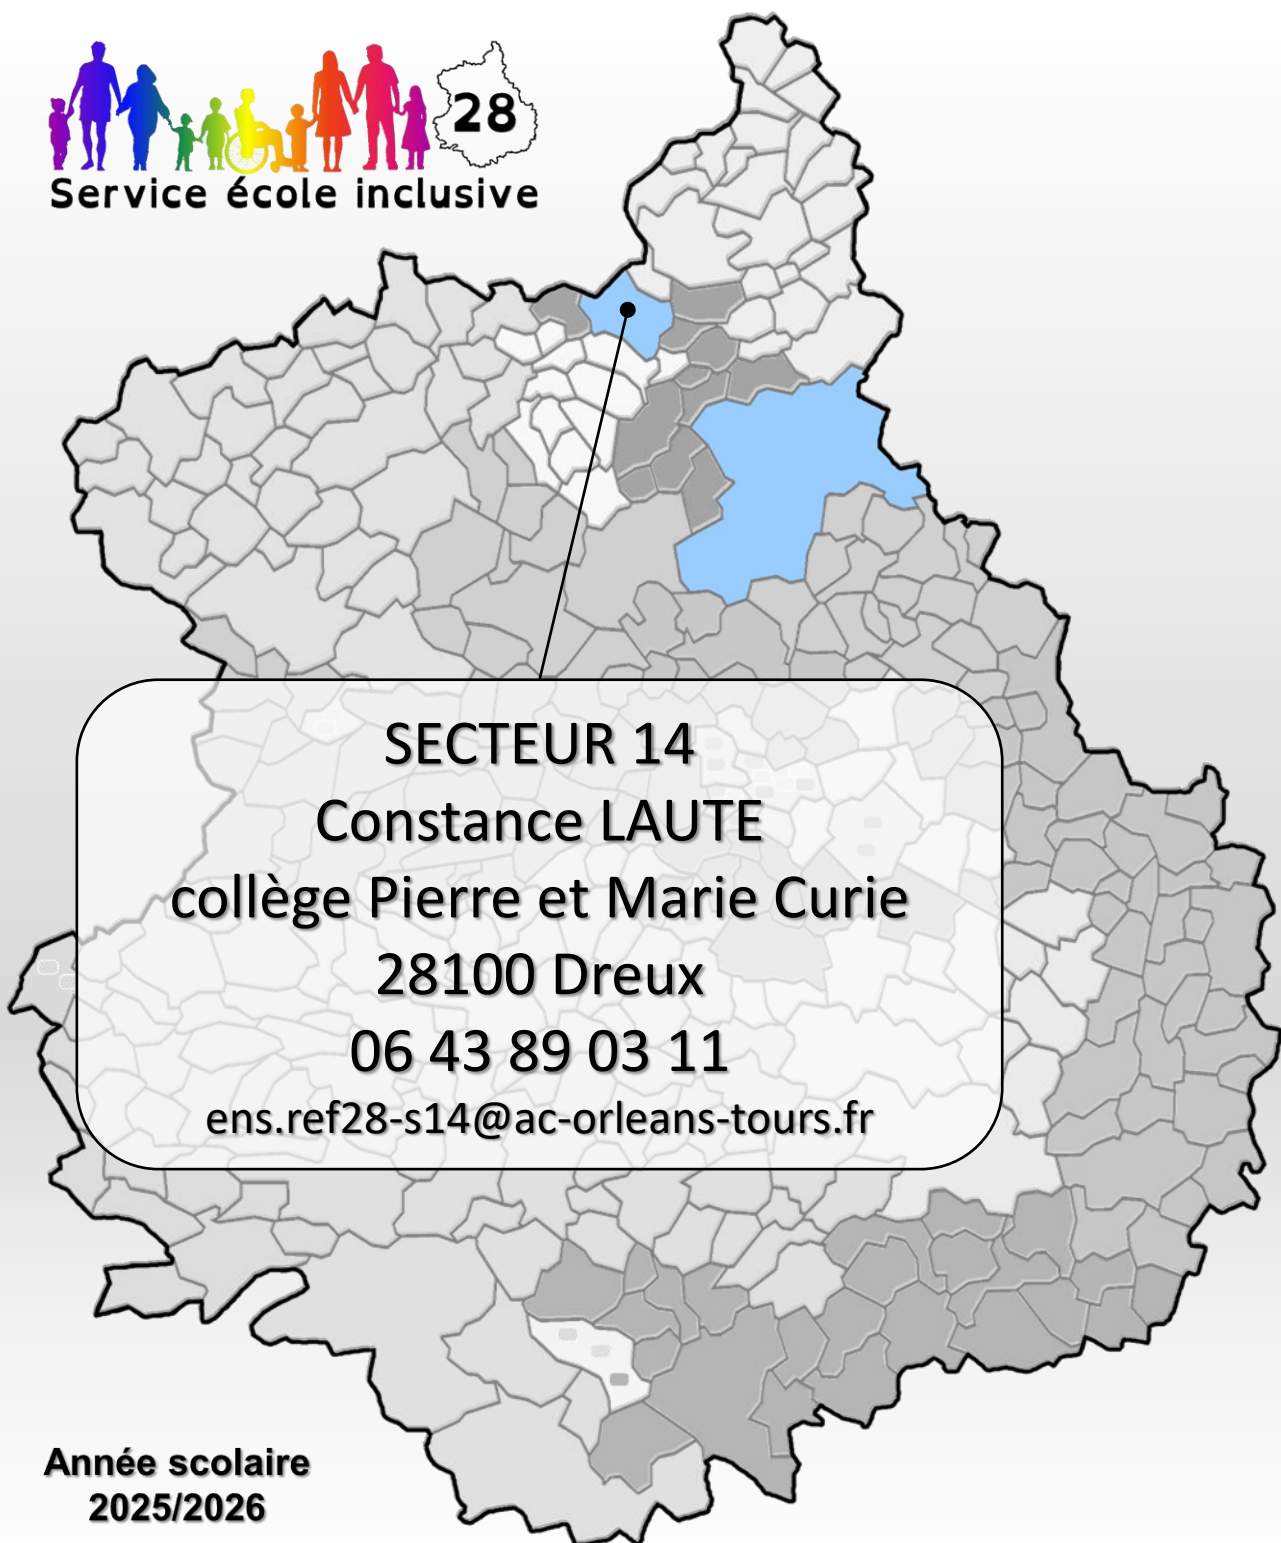 28
Service école inclusive
SECTEUR 14
Constance LAUTE
collège Pierre et Marie Curie
28100 Dreux
06 43 89 03 11
ens.ref28-s14@ac-orleans-tours.fr
Année scolaire
2025/2026